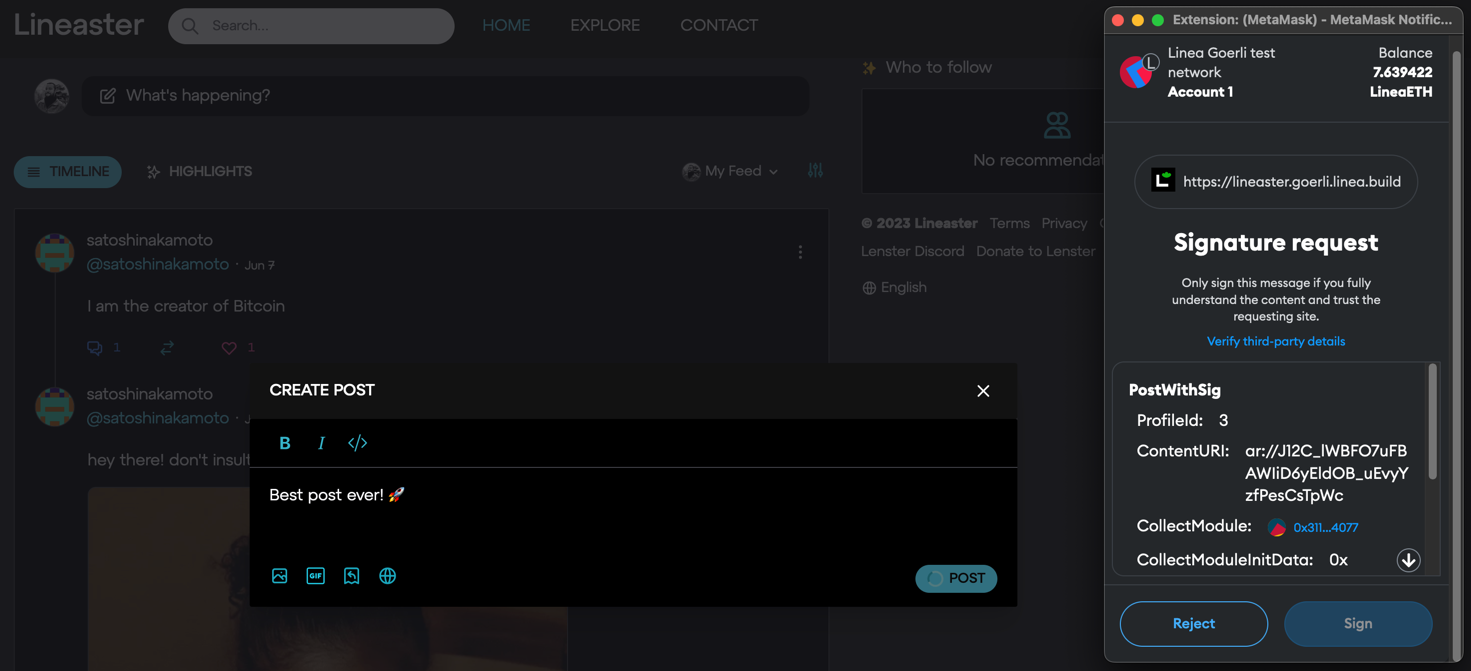 Lineaster
Search...
HOME
EXPLORE
CONTACT
What's happening?
TIMELINE
HIGHLIGHTS
My Feed
satoshinakamoto
@satoshinakamoto · Jun 7
I am the creator of Bitcoin
1
1
satoshinakamoto
@satoshinakamoto ·
hey there! don't insult
Who to follow
No recommendat
© 2023 Lineaster Terms Privacy
Lenster Discord Donate to Lenster
English
CREATE POST
B I </>
Best post ever! 🚀
GIF
POST
Extension: (MetaMask) - MetaMask Notific...
L
Linea Goerli test
network
Account 1
Balance
7.639422
LineaETH
L
https://lineaster.goerli.linea.build
Signature request
Only sign this message if you fully
understand the content and trust the
requesting site.
Verify third-party details
PostWithSig
ProfileId: 3
ContentURI: ar://J12C_lWBFO7uFB
AWIiD6yEldOB_uEvyY
zfPesCsTpWc
CollectModule: 0x311...4077
CollectModuleInitData: 0x
Reject
Sign